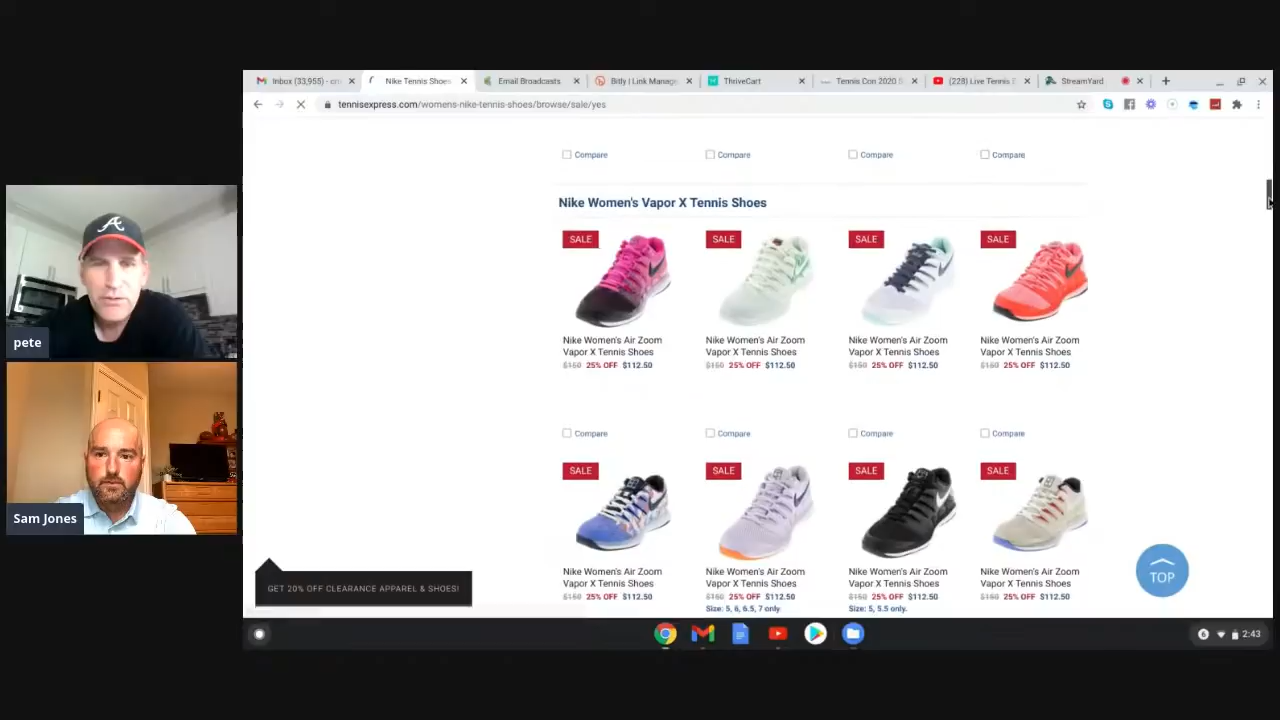 Inbox (33,955) - cri
Nike Tennis Shoes
Email Broadcasts
Bitly | Link Manage
ThriveCart
Tennis Con 2020 S
(228) Live Tennis E
StreamYard
tennisexpress.com/womens-nike-tennis-shoes/browse/sale/yes
Compare Compare Compare Compare
Nike Women's Vapor X Tennis Shoes
SALE SALE SALE SALE
Nike Women's Air Zoom Nike Women's Air Zoom Nike Women's Air Zoom Nike Women's Air Zoom
Vapor X Tennis Shoes Vapor X Tennis Shoes Vapor X Tennis Shoes Vapor X Tennis Shoes
$150 25% OFF $112.50 $150 25% OFF $112.50 $150 25% OFF $112.50 $150 25% OFF $112.50
Compare Compare Compare Compare
SALE SALE SALE SALE
Nike Women's Air Zoom Nike Women's Air Zoom Nike Women's Air Zoom Nike Women's Air Zoom
Vapor X Tennis Shoes Vapor X Tennis Shoes Vapor X Tennis Shoes Vapor X Tennis Shoes
$150 25% OFF $112.50 $150 25% OFF $112.50 $150 25% OFF $112.50 $150 25% OFF $112.50
Size: 5, 6, 6.5, 7 only Size: 5, 5.5 only.
GET 20% OFF CLEARANCE APPAREL & SHOES!
TOP
2:43
A
pete
Sam Jones